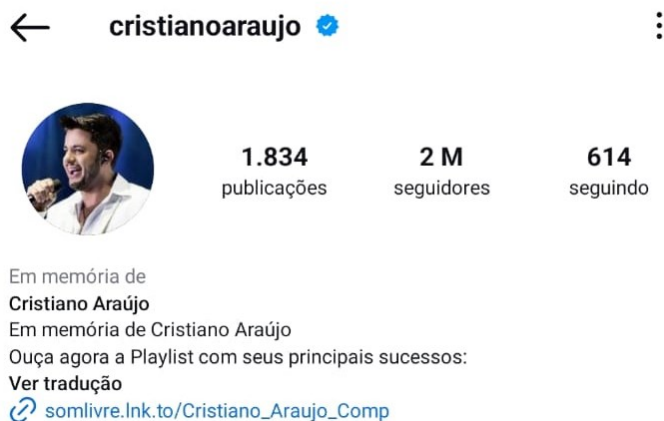 cristianoaraujo
1.834 2 M 614
publicações seguidores seguindo
Em memória de
Cristiano Araújo
Em memória de Cristiano Araújo
Ouça agora a Playlist com seus principais sucessos:
Ver tradução
somlivre.lnk.to/Cristiano_Araujo_Comp